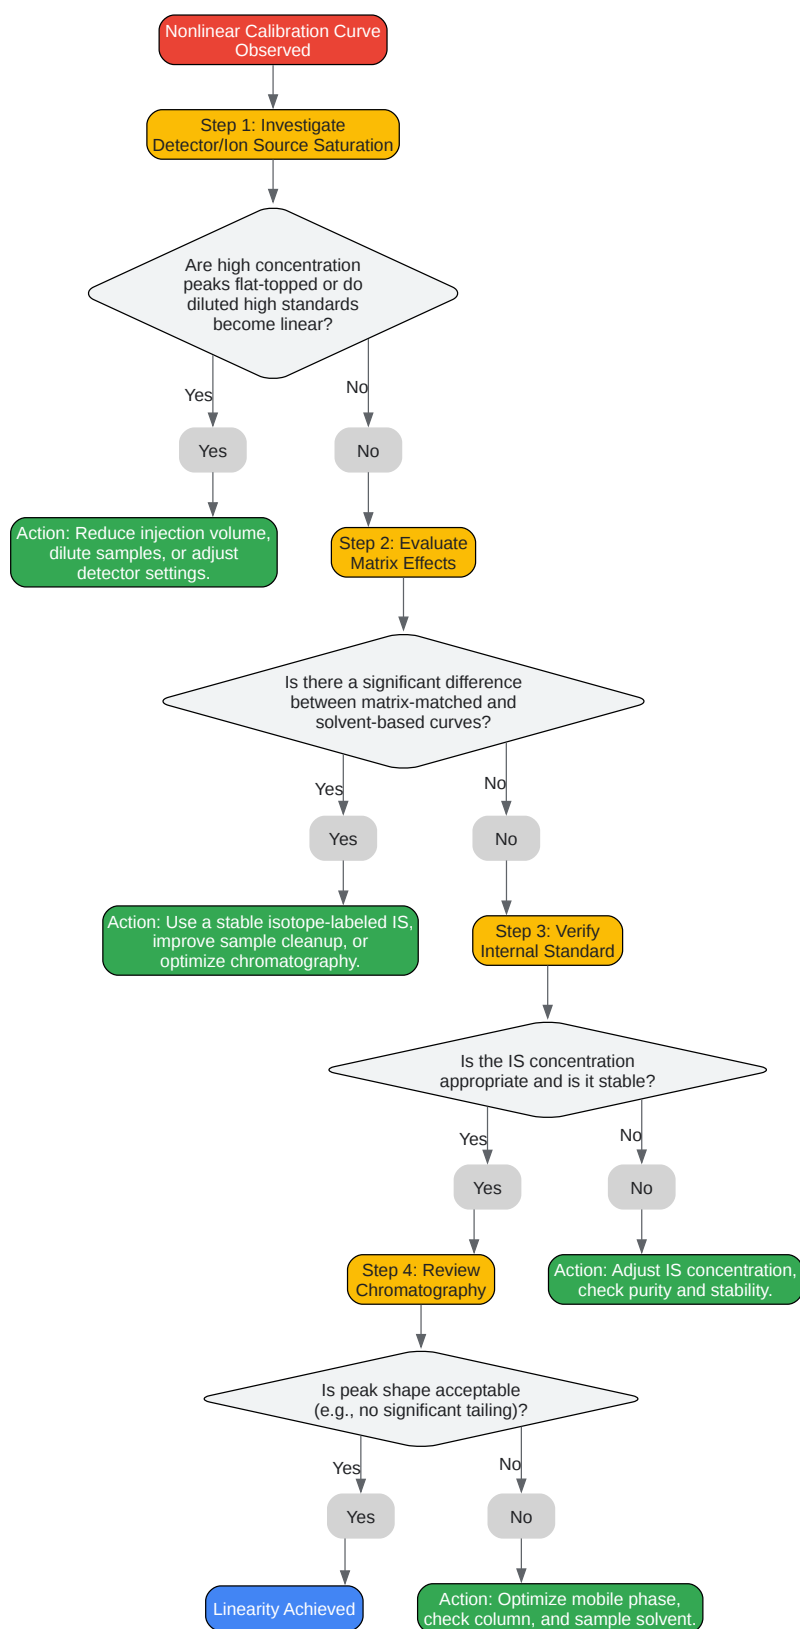 Nonlinear Calibration Curve
Observed
Step 1: Investigate
Detector/Ion Source Saturation
Are high concentration
peaks flat-topped or do
diluted high standards
become linear?
Yes
No
Yes
No
Action: Reduce injection volume,
dilute samples, or adjust
detector settings.
Step 2: Evaluate
Matrix Effects
Is there a significant difference
between matrix-matched and
solvent-based curves?
Yes
No
Yes
No
Action: Use a stable isotope-labeled IS,
improve sample cleanup, or
optimize chromatography.
Step 3: Verify
Internal Standard
Is the IS concentration
appropriate and is it stable?
Yes
No
Yes
No
Step 4: Review
Chromatography
Action: Adjust IS concentration,
check purity and stability.
Is peak shape acceptable
(e.g., no significant tailing)?
Yes
No
Yes
No
Linearity Achieved
Action: Optimize mobile phase,
check column, and sample solvent.